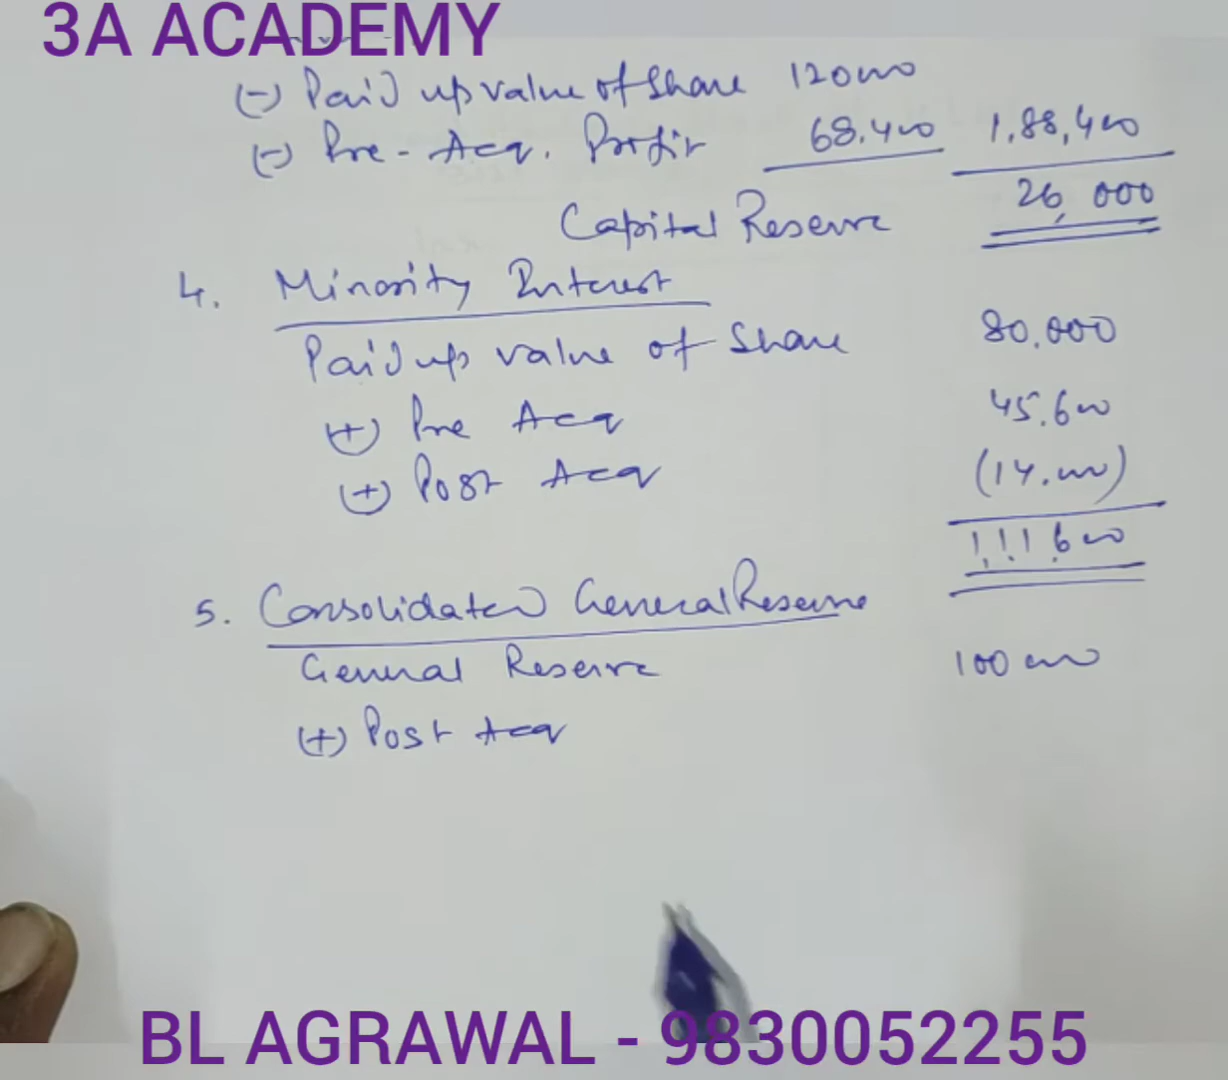 3A ACADEMY
(-) Paid up value of Share 120000
(-) Pre-Acq. Profit 68,400 1,88,400
Capital Reserve 26,000
4. Minority Interest
Paid up value of Share 80,000
(+) Pre Acq 45,600
(+) Post Acq (14,000)
1,11,600
5. Consolidated General Reserve
General Reserve 100000
(+) Post Acq
BL AGRAWAL - 9830052255